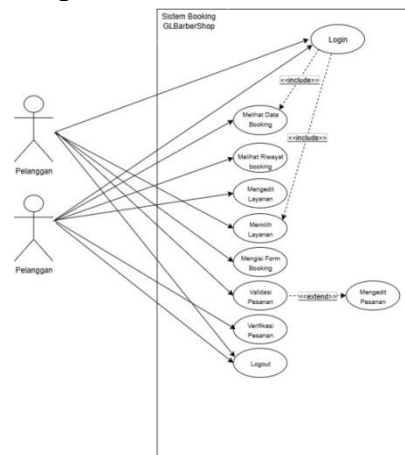 Sistem Booking
GLBarberShop
Login
<<include>>
Melihat Data
Booking
<<include>>
Melihat Riwayat
booking
Pelanggan
Mengedit
Layanan
Memilih
Layanan
Pelanggan
Mengisi Form
Booking
Validasi
Pesanan
<<extend>>
Mengedit
Pesanan
Verifikasi
Pesanan
Logout